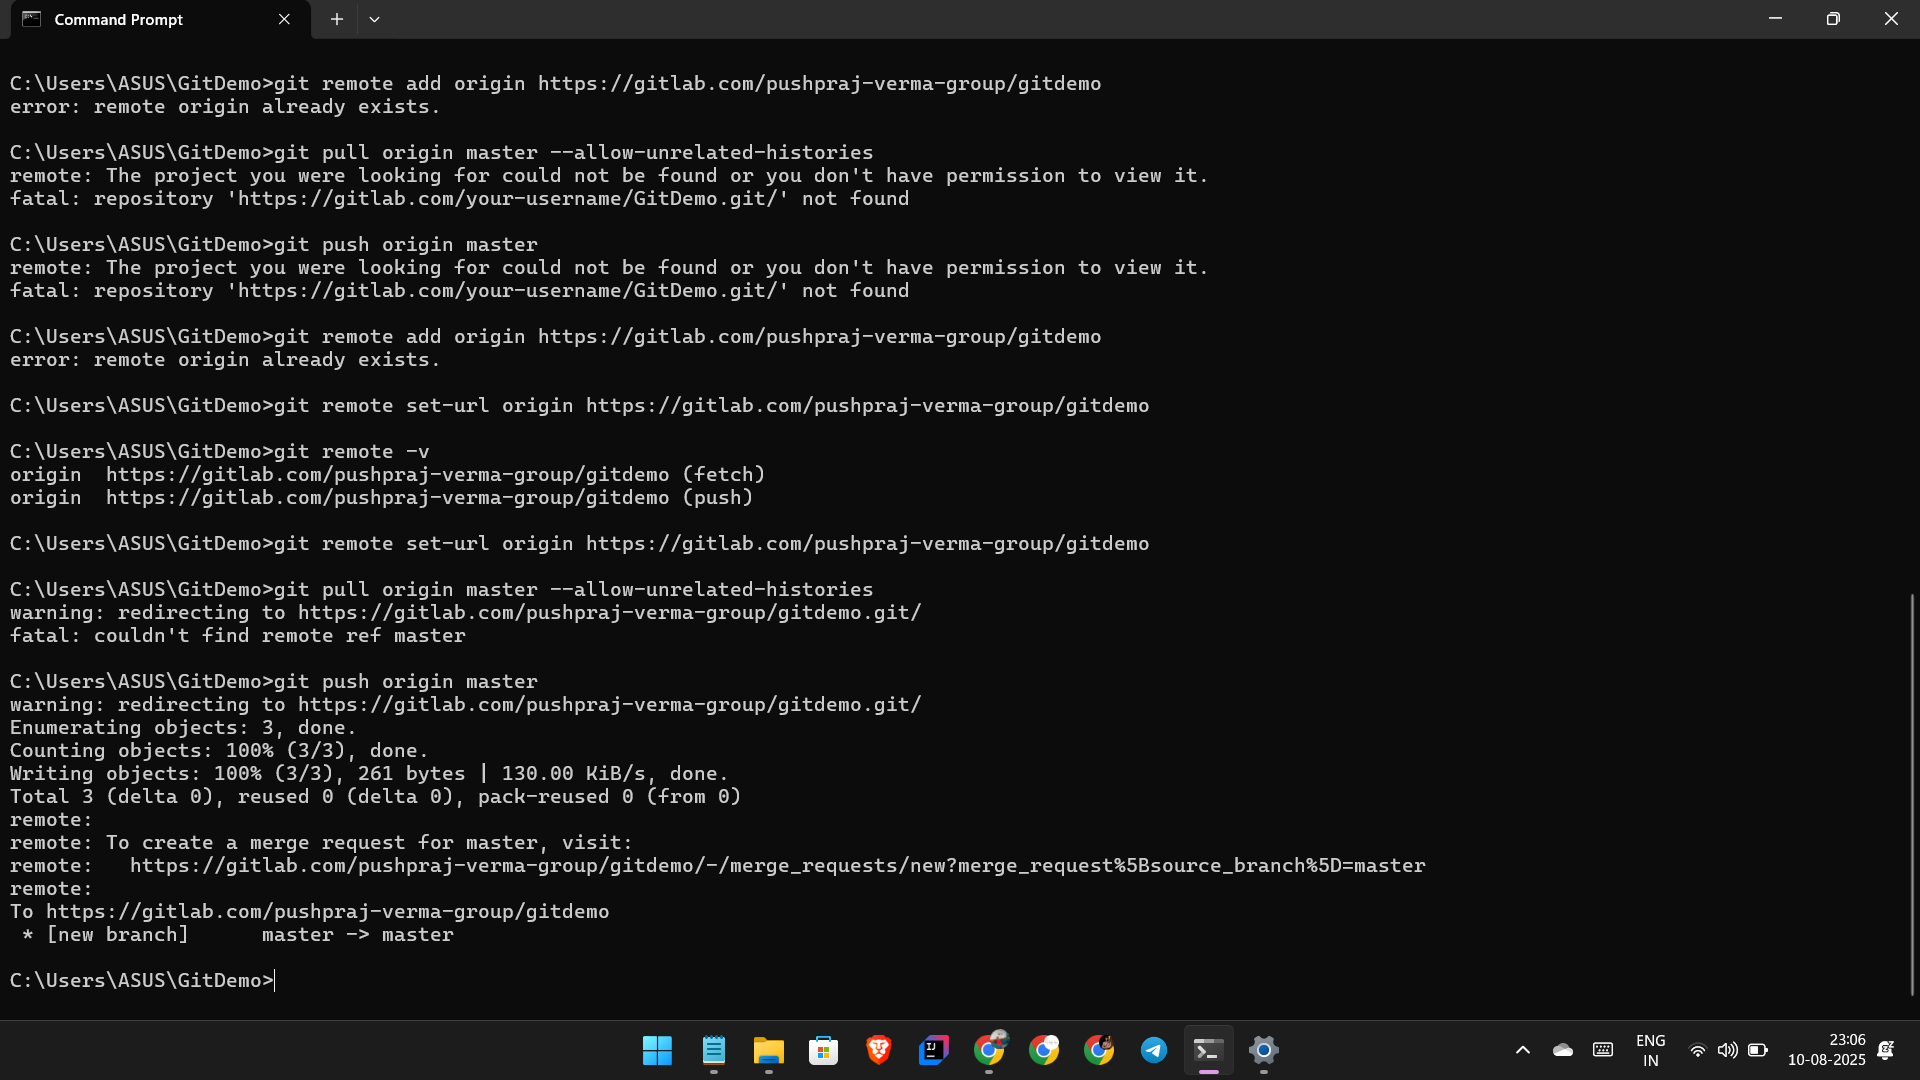 Command Prompt
C:\Users\ASUS\GitDemo>git remote add origin https://gitlab.com/pushpraj-verma-group/gitdemo
error: remote origin already exists.
C:\Users\ASUS\GitDemo>git pull origin master --allow-unrelated-histories
remote: The project you were looking for could not be found or you don't have permission to view it.
fatal: repository 'https://gitlab.com/your-username/GitDemo.git/' not found
C:\Users\ASUS\GitDemo>git push origin master
remote: The project you were looking for could not be found or you don't have permission to view it.
fatal: repository 'https://gitlab.com/your-username/GitDemo.git/' not found
C:\Users\ASUS\GitDemo>git remote add origin https://gitlab.com/pushpraj-verma-group/gitdemo
error: remote origin already exists.
C:\Users\ASUS\GitDemo>git remote set-url origin https://gitlab.com/pushpraj-verma-group/gitdemo
C:\Users\ASUS\GitDemo>git remote -v
origin  https://gitlab.com/pushpraj-verma-group/gitdemo (fetch)
origin  https://gitlab.com/pushpraj-verma-group/gitdemo (push)
C:\Users\ASUS\GitDemo>git remote set-url origin https://gitlab.com/pushpraj-verma-group/gitdemo
C:\Users\ASUS\GitDemo>git pull origin master --allow-unrelated-histories
warning: redirecting to https://gitlab.com/pushpraj-verma-group/gitdemo.git/
fatal: couldn't find remote ref master
C:\Users\ASUS\GitDemo>git push origin master
warning: redirecting to https://gitlab.com/pushpraj-verma-group/gitdemo.git/
Enumerating objects: 3, done.
Counting objects: 100% (3/3), done.
Writing objects: 100% (3/3), 261 bytes | 130.00 KiB/s, done.
Total 3 (delta 0), reused 0 (delta 0), pack-reused 0 (from 0)
remote:
remote: To create a merge request for master, visit:
remote:   https://gitlab.com/pushpraj-verma-group/gitdemo/-/merge_requests/new?merge_request%5Bsource_branch%5D=master
remote:
To https://gitlab.com/pushpraj-verma-group/gitdemo
 * [new branch]      master -> master
C:\Users\ASUS\GitDemo>
IJ
ENG
IN
23:06
10-08-2025